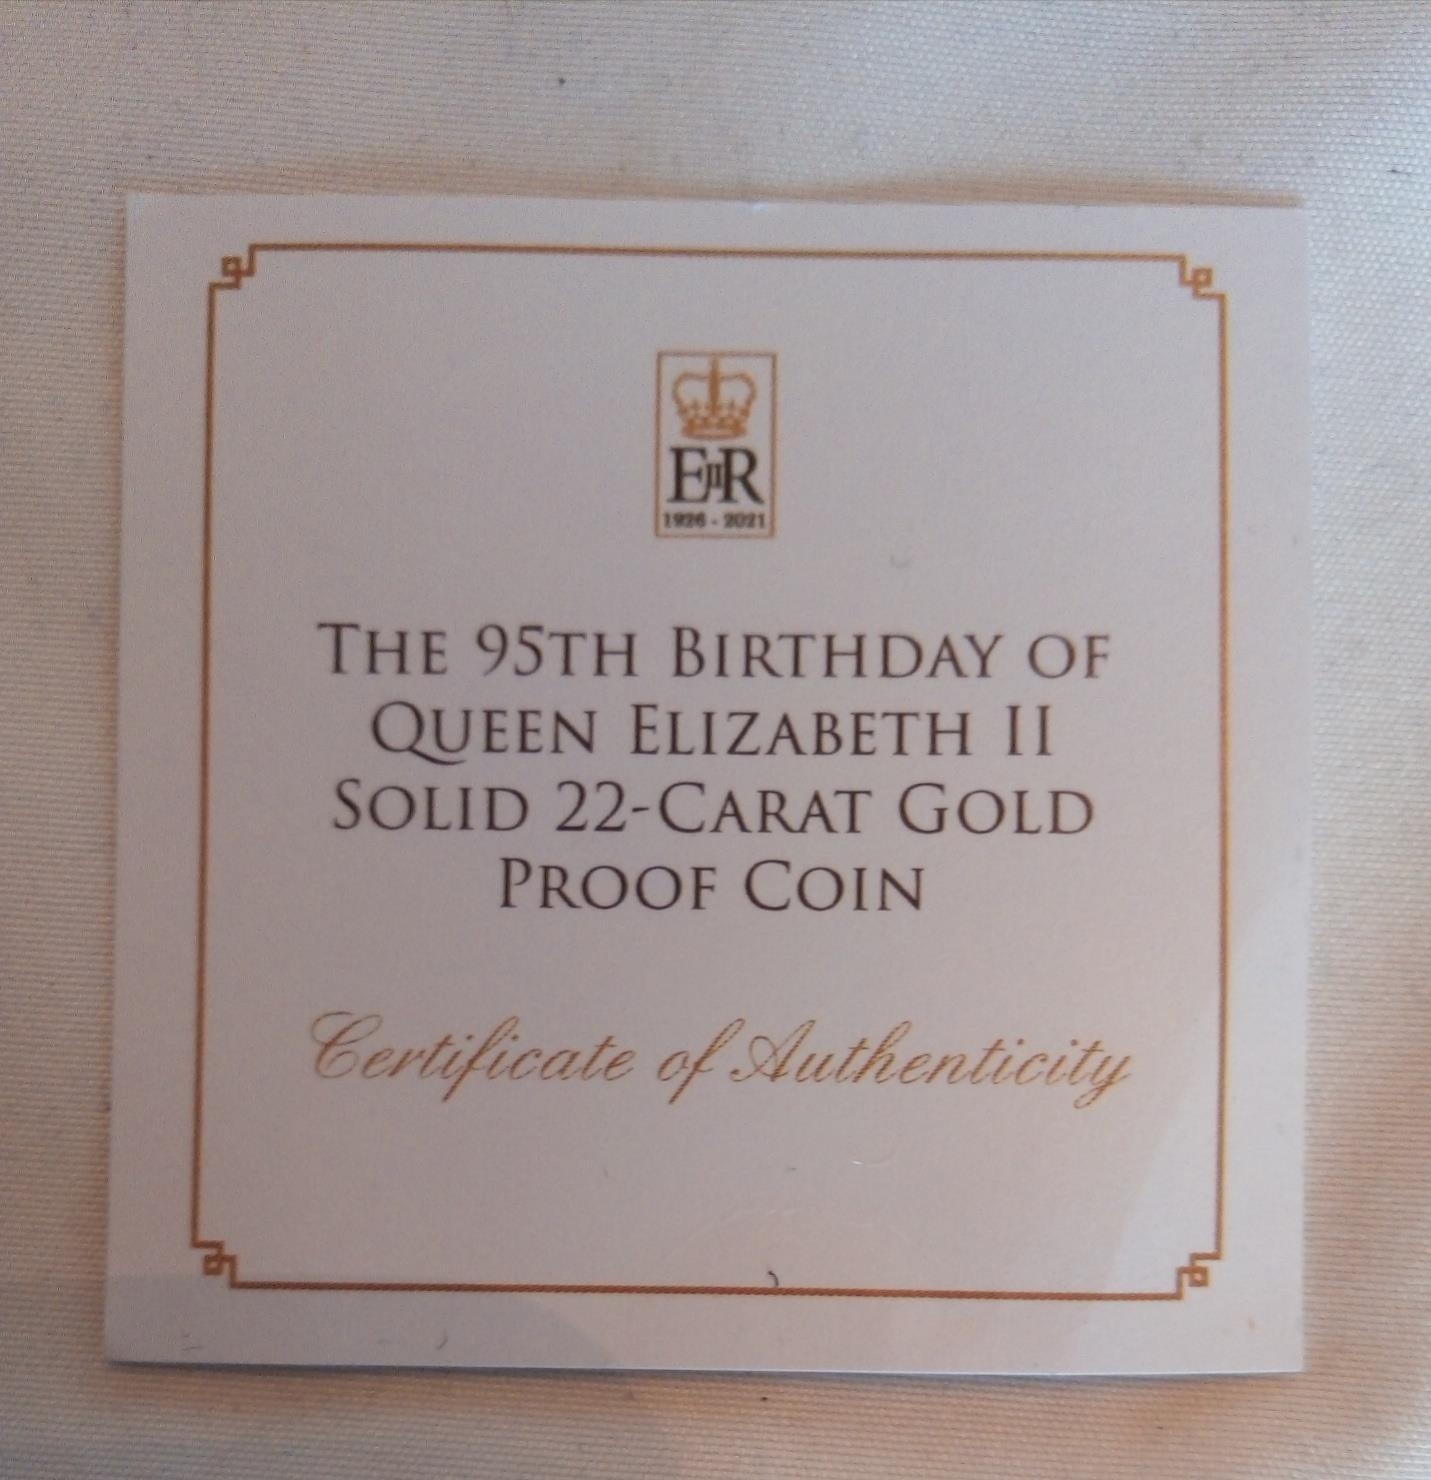 EIIR
1926 - 2021
THE 95TH BIRTHDAY OF
QUEEN ELIZABETH II
SOLID 22-CARAT GOLD
PROOF COIN
Certificate of Authenticity